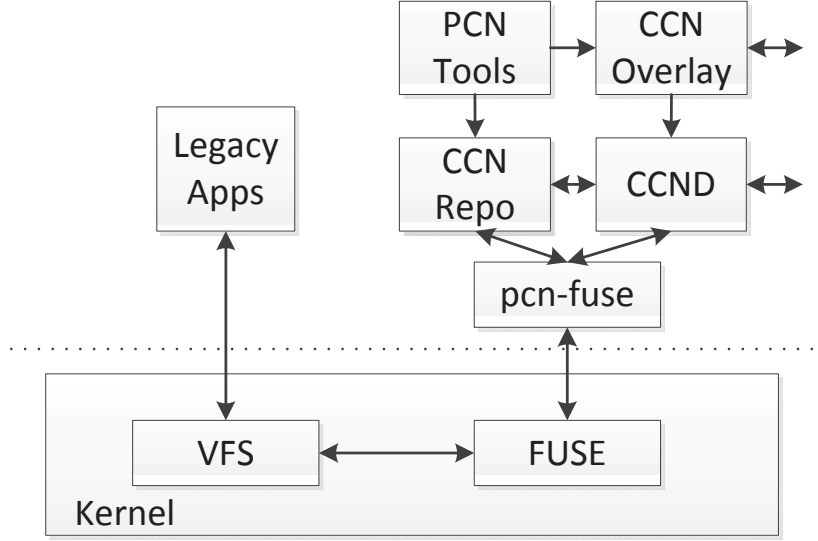 PCN
Tools
CCN
Overlay
Legacy
Apps
CCN
Repo
CCND
pcn-fuse
VFS
FUSE
Kernel